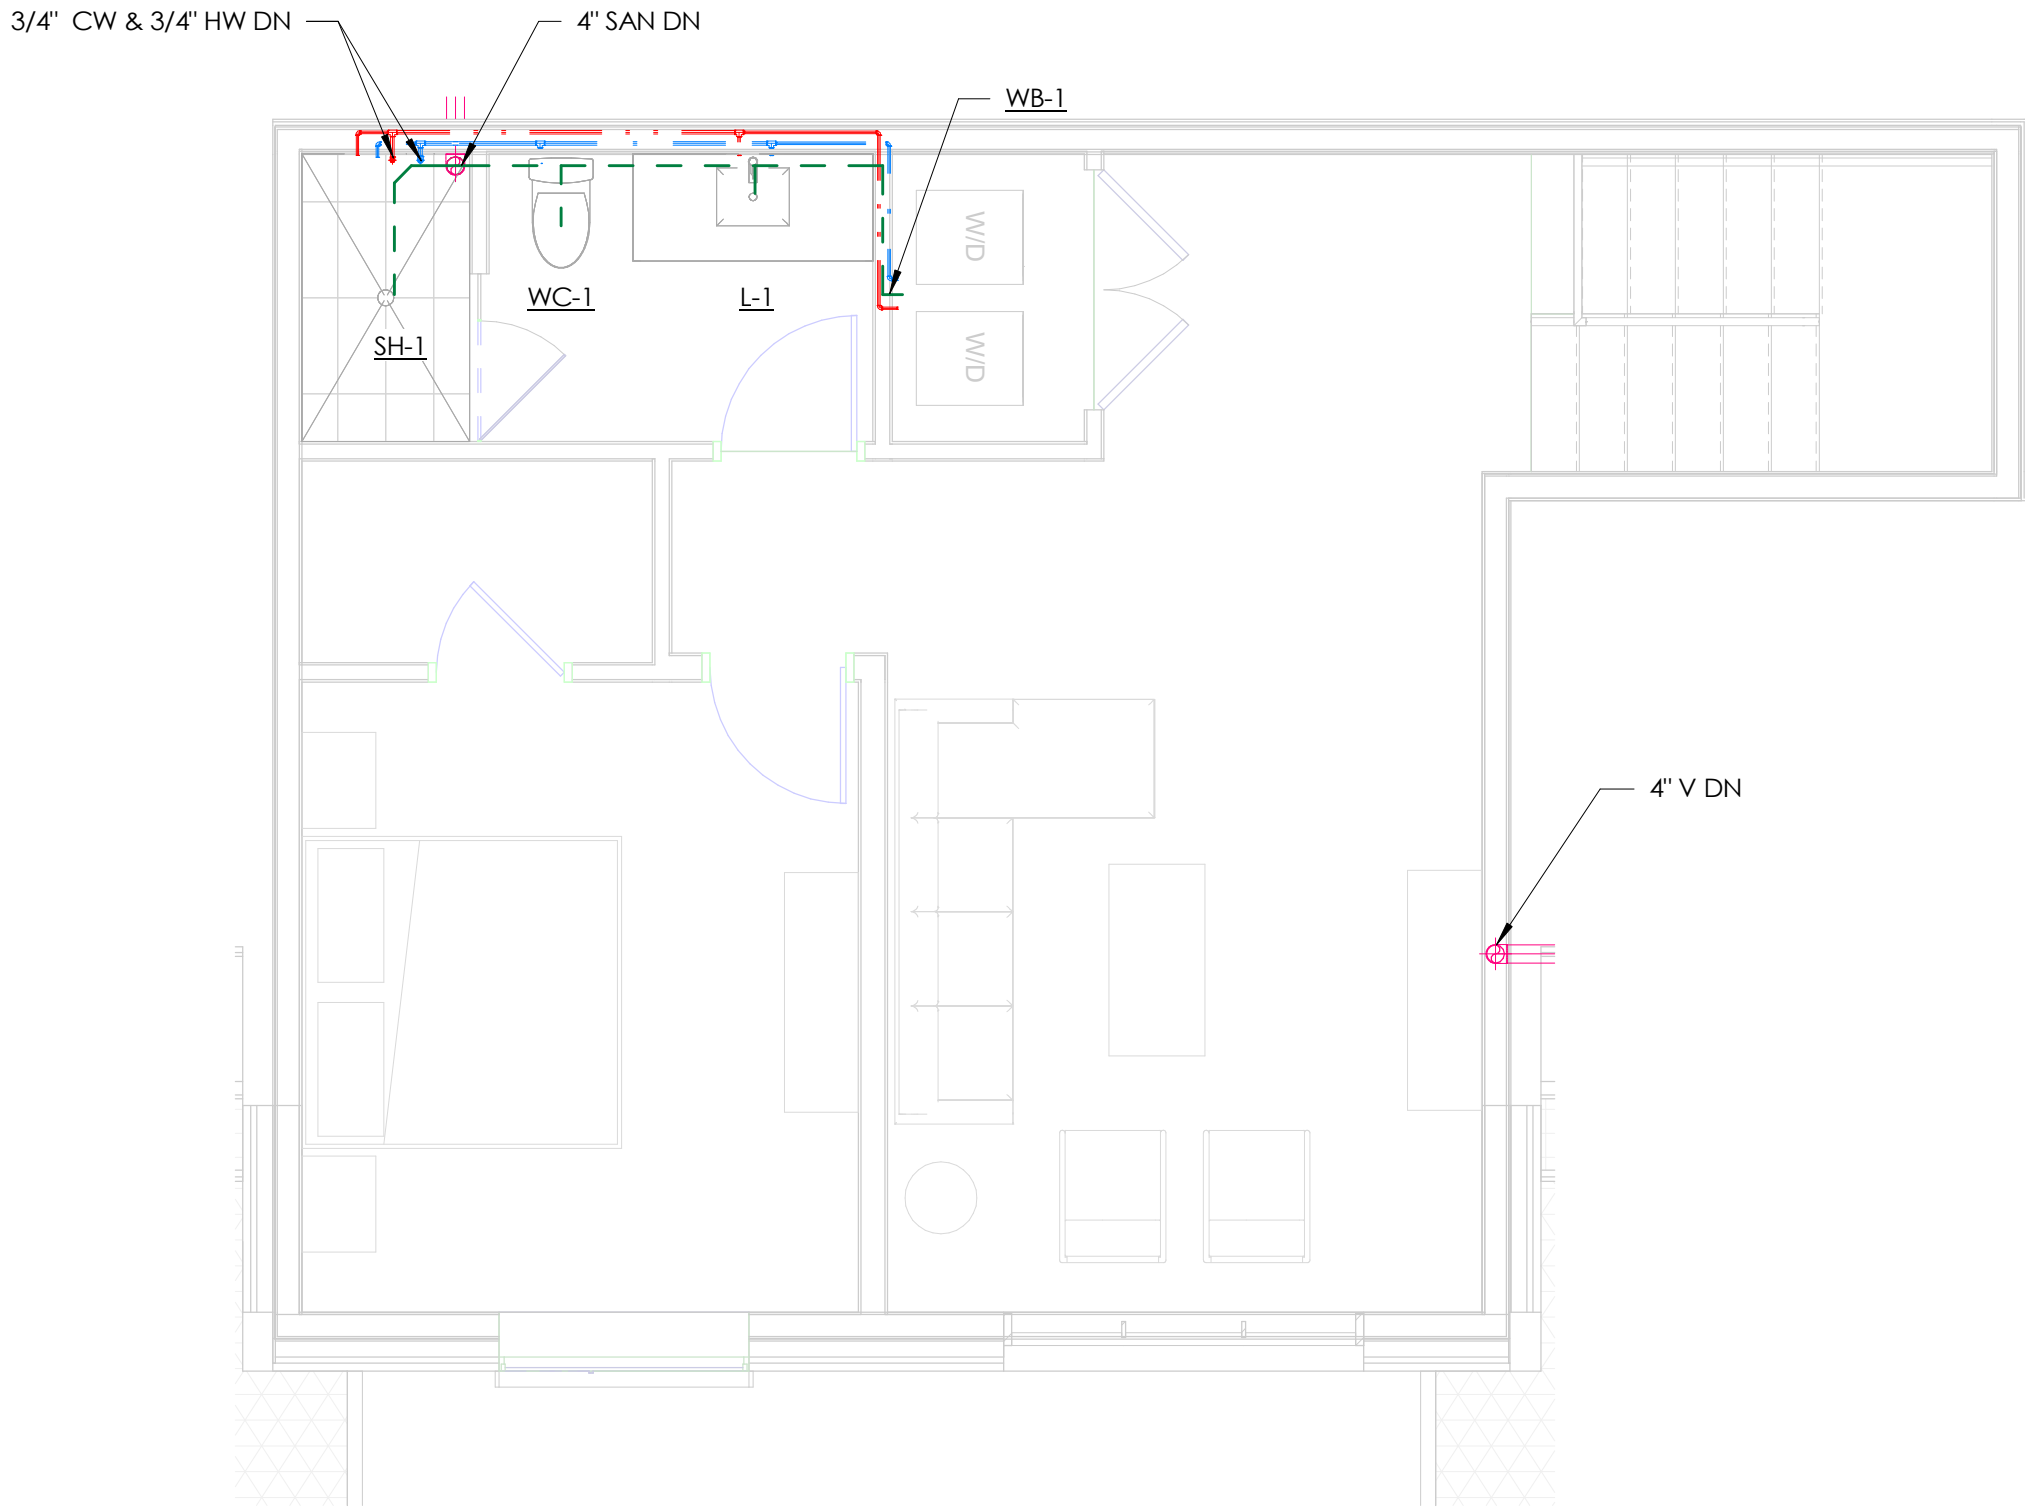 3/4" CW & 3/4" HW DN
4" SAN DN
WB-1
W/D
WC-1
L-1
SH-1
W/D
4" V DN